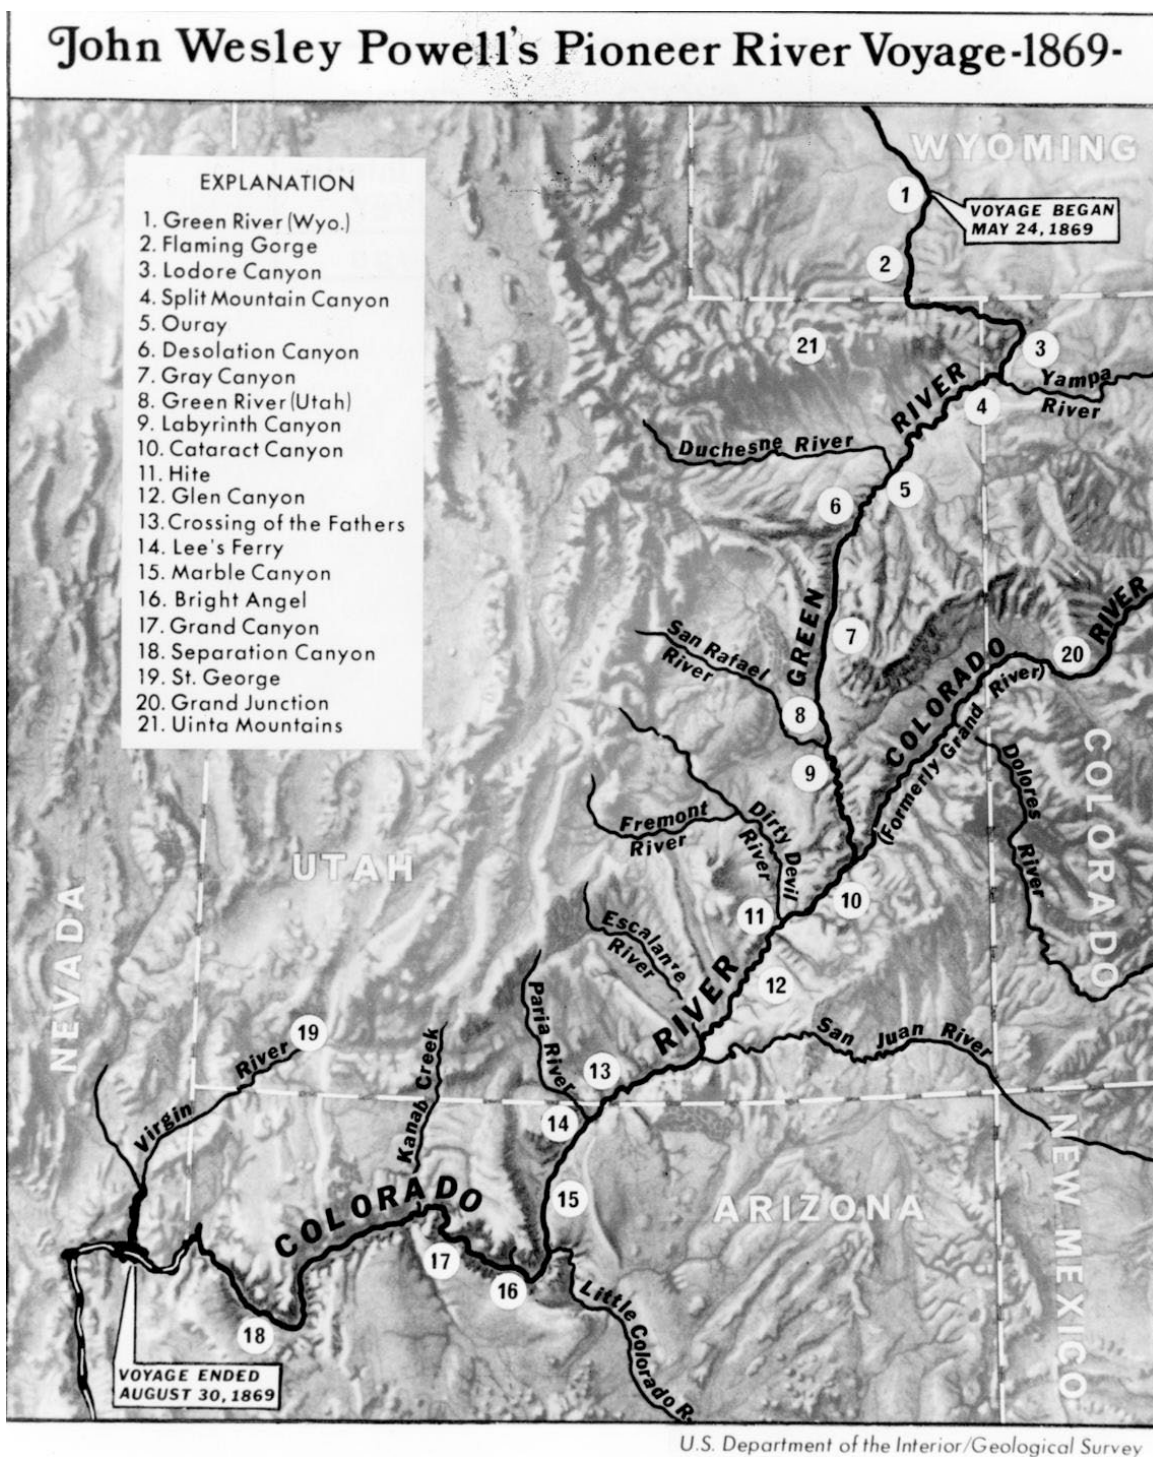 John Wesley Powell's Pioneer River Voyage-1869-
WYOMING
1
VOYAGE BEGAN
MAY 24, 1869
EXPLANATION
1. Green River (Wyo.)
2. Flaming Gorge
3. Lodore Canyon
4. Split Mountain Canyon
5. Ouray
6. Desolation Canyon
7. Gray Canyon
8. Green River (Utah)
9. Labyrinth Canyon
10. Cataract Canyon
11. Hite
12. Glen Canyon
13. Crossing of the Fathers
14. Lee's Ferry
15. Marble Canyon
16. Bright Angel
17. Grand Canyon
18. Separation Canyon
19. St. George
20. Grand Junction
21. Uinta Mountains
2
21
3
Yampa
River
4
RIVER
Duchesne River
5
6
GREEN
7
San Rafael
River
8
9
COLORADO
RIVER
20
(Formerly Grand River)
Dolores
River
COLORADO
Fremont
River
Dirty Devil
River
UTAH
NEVADA
10
11
Escalante
River
12
RIVER
Paria River
San Juan River
19
Virgin River
Kanab Creek
13
14
15
ARIZONA
NEW MEXICO
COLORADO
17
16
Little Colorado R.
18
VOYAGE ENDED
AUGUST 30, 1869
U.S. Department of the Interior/Geological Survey